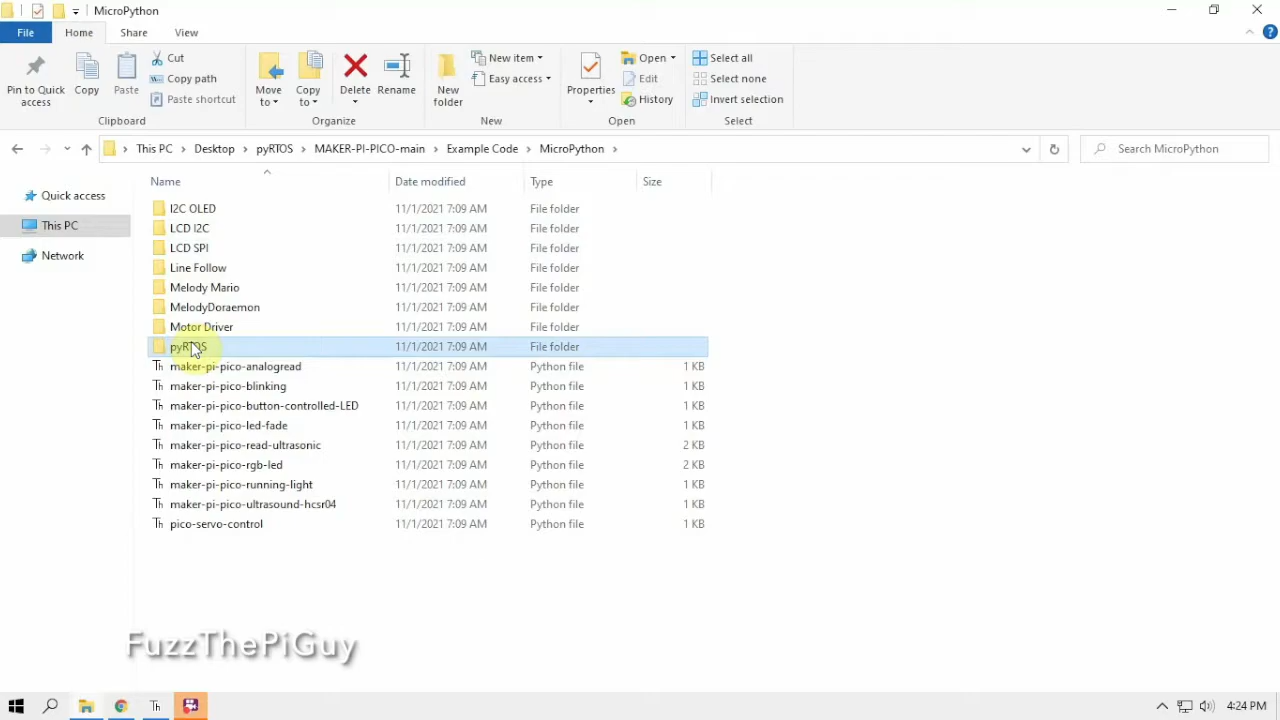 MicroPython
File Home Share View
Pin to Quick access
Copy
Paste
Cut
Copy path
Paste shortcut
Clipboard
Move to
Copy to
Delete
Rename
Organize
New folder
New item
Easy access
New
Properties
Open
Edit
History
Open
Select all
Select none
Invert selection
Select
This PC Desktop pyRTOS MAKER-PI-PICO-main Example Code MicroPython
Search MicroPython
Quick access
This PC
Network
Name Date modified Type Size
I2C OLED 11/1/2021 7:09 AM File folder
LCD I2C 11/1/2021 7:09 AM File folder
LCD SPI 11/1/2021 7:09 AM File folder
Line Follow 11/1/2021 7:09 AM File folder
Melody Mario 11/1/2021 7:09 AM File folder
MelodyDoraemon 11/1/2021 7:09 AM File folder
Motor Driver 11/1/2021 7:09 AM File folder
pyRTOS 11/1/2021 7:09 AM File folder
Th maker-pi-pico-analogread 11/1/2021 7:09 AM Python file 1 KB
Th maker-pi-pico-blinking 11/1/2021 7:09 AM Python file 1 KB
Th maker-pi-pico-button-controlled-LED 11/1/2021 7:09 AM Python file 1 KB
Th maker-pi-pico-led-fade 11/1/2021 7:09 AM Python file 1 KB
Th maker-pi-pico-read-ultrasonic 11/1/2021 7:09 AM Python file 2 KB
Th maker-pi-pico-rgb-led 11/1/2021 7:09 AM Python file 2 KB
Th maker-pi-pico-running-light 11/1/2021 7:09 AM Python file 1 KB
Th maker-pi-pico-ultrasound-hcsr04 11/1/2021 7:09 AM Python file 1 KB
Th pico-servo-control 11/1/2021 7:09 AM Python file 1 KB
FuzzThePiGuy
Th
4:24 PM